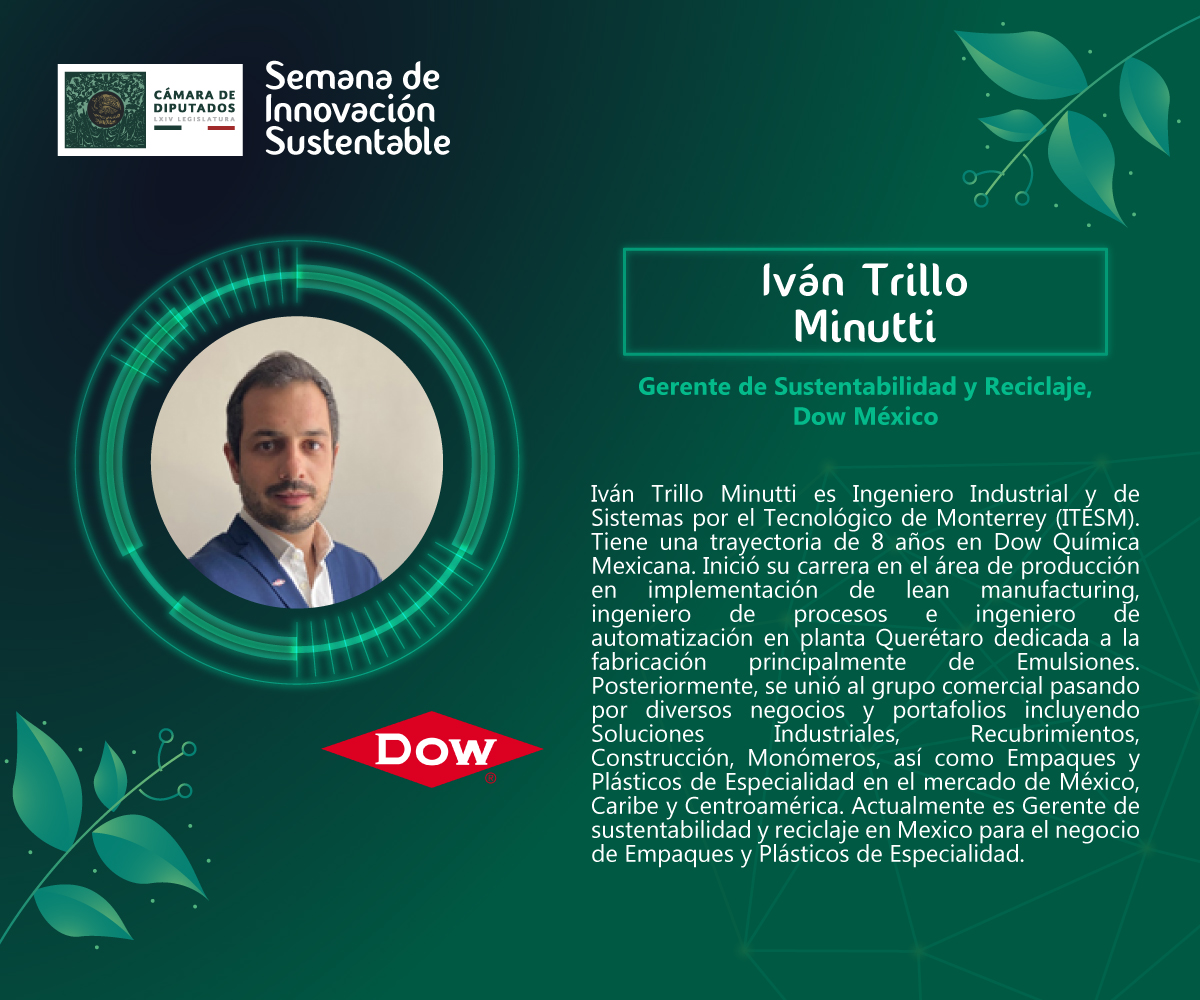 CÁMARA DE
DIPUTADOS
LXIV LEGISLATURA
Semana de
Innovación
Sustentable
Iván Trillo
Minutti
Gerente de Sustentabilidad y Reciclaje,
Dow México
Iván Trillo Minutti es Ingeniero Industrial y de
Sistemas por el Tecnológico de Monterrey (ITESM).
Tiene una trayectoria de 8 años en Dow Química
Mexicana. Inició su carrera en el área de producción
en implementación de lean manufacturing,
ingeniero de procesos e ingeniero de
automatización en planta Querétaro dedicada a la
fabricación principalmente de Emulsiones.
Posteriormente, se unió al grupo comercial pasando
por diversos negocios y portafolios incluyendo
Soluciones Industriales, Recubrimientos,
Construcción, Monómeros, así como Empaques y
Plásticos de Especialidad en el mercado de México,
Caribe y Centroamérica. Actualmente es Gerente de
sustentabilidad y reciclaje en Mexico para el negocio
de Empaques y Plásticos de Especialidad.
Dow